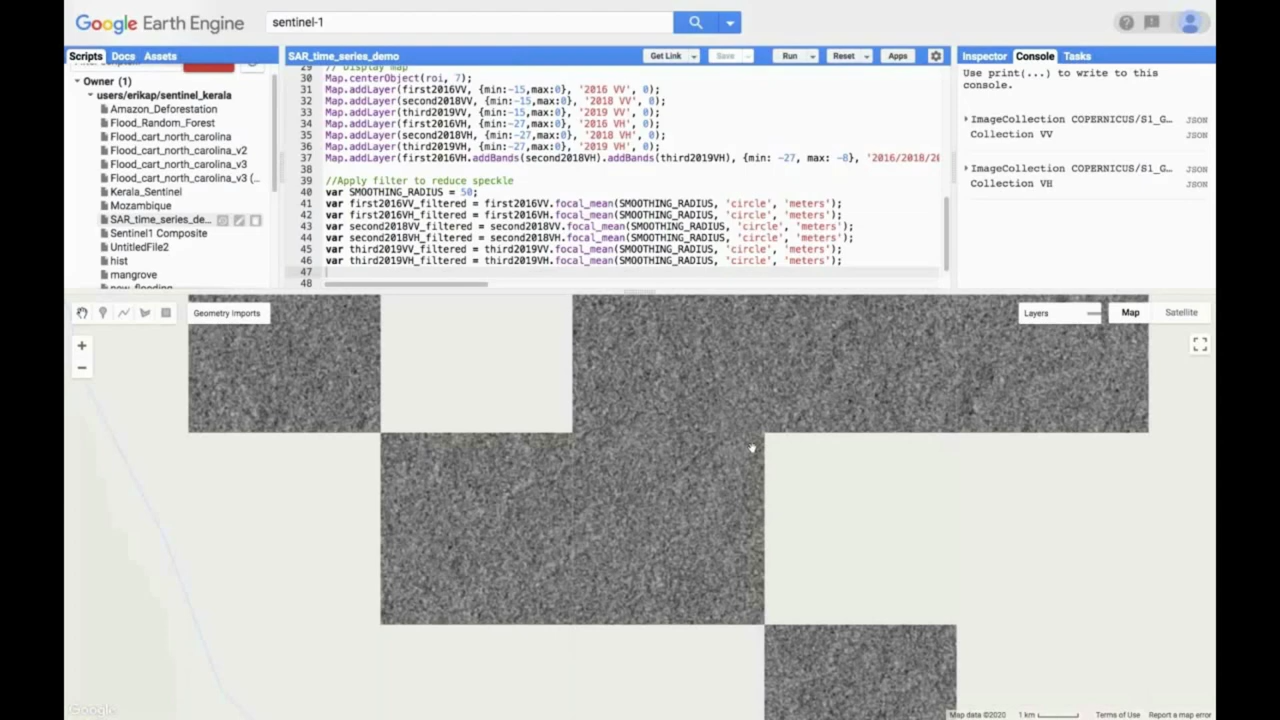 Google Earth Engine
sentinel-1
Scripts Docs Assets
Owner (1)
users/erikap/sentinel_kerala
Amazon_Deforestation
Flood_Random_Forest
Flood_cart_north_carolina
Flood_cart_north_carolina_v2
Flood_cart_north_carolina_v3
Flood_cart_north_carolina_v3 (...
Kerala_Sentinel
Mozambique
SAR_time_series_de...
Sentinel1 Composite
UntitledFile2
hist
mangrove
new_flooding
SAR_time_series_demo
Get Link Save Run Reset Apps
29 // Display map
30 Map.centerObject(roi, 7);
31 Map.addLayer(first2016VV, {min:-15,max:0}, '2016 VV', 0);
32 Map.addLayer(second2018VV, {min:-15,max:0}, '2018 VV', 0);
33 Map.addLayer(third2019VV, {min:-15,max:0}, '2019 VV', 0);
34 Map.addLayer(first2016VH, {min:-27,max:0}, '2016 VH', 0);
35 Map.addLayer(second2018VH, {min:-27,max:0}, '2018 VH', 0);
36 Map.addLayer(third2019VH, {min:-27,max:0}, '2019 VH', 0);
37 Map.addLayer(first2016VH.addBands(second2018VH).addBands(third2019VH), {min: -27, max: -8}, '2016/2018/20
38
39 //Apply filter to reduce speckle
40 var SMOOTHING_RADIUS = 50;
41 var first2016VV_filtered = first2016VV.focal_mean(SMOOTHING_RADIUS, 'circle', 'meters');
42 var first2016VH_filtered = first2016VH.focal_mean(SMOOTHING_RADIUS, 'circle', 'meters');
43 var second2018VV_filtered = second2018VV.focal_mean(SMOOTHING_RADIUS, 'circle', 'meters');
44 var second2018VH_filtered = second2018VH.focal_mean(SMOOTHING_RADIUS, 'circle', 'meters');
45 var third2019VV_filtered = third2019VV.focal_mean(SMOOTHING_RADIUS, 'circle', 'meters');
46 var third2019VH_filtered = third2019VH.focal_mean(SMOOTHING_RADIUS, 'circle', 'meters');
47
48
Inspector Console Tasks
Use print(...) to write to this
console.
ImageCollection COPERNICUS/S1_G... JSON
Collection VV JSON
ImageCollection COPERNICUS/S1_G... JSON
Collection VH JSON
Geometry Imports
Layers
Map Satellite
+
−
Google
Map data ©2020 1 km Terms of Use Report a map error